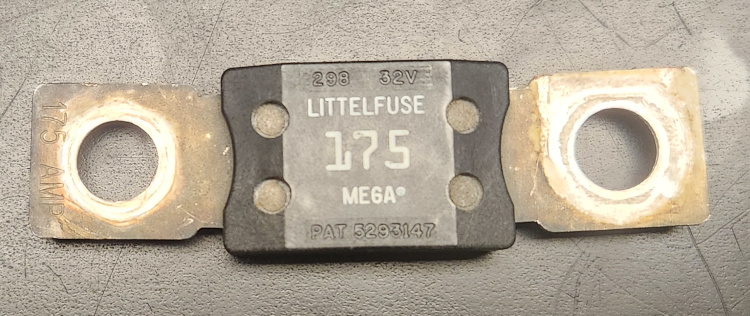 298 32V
LITTELFUSE
175
MEGA®
PAT 5293147
175 AMP